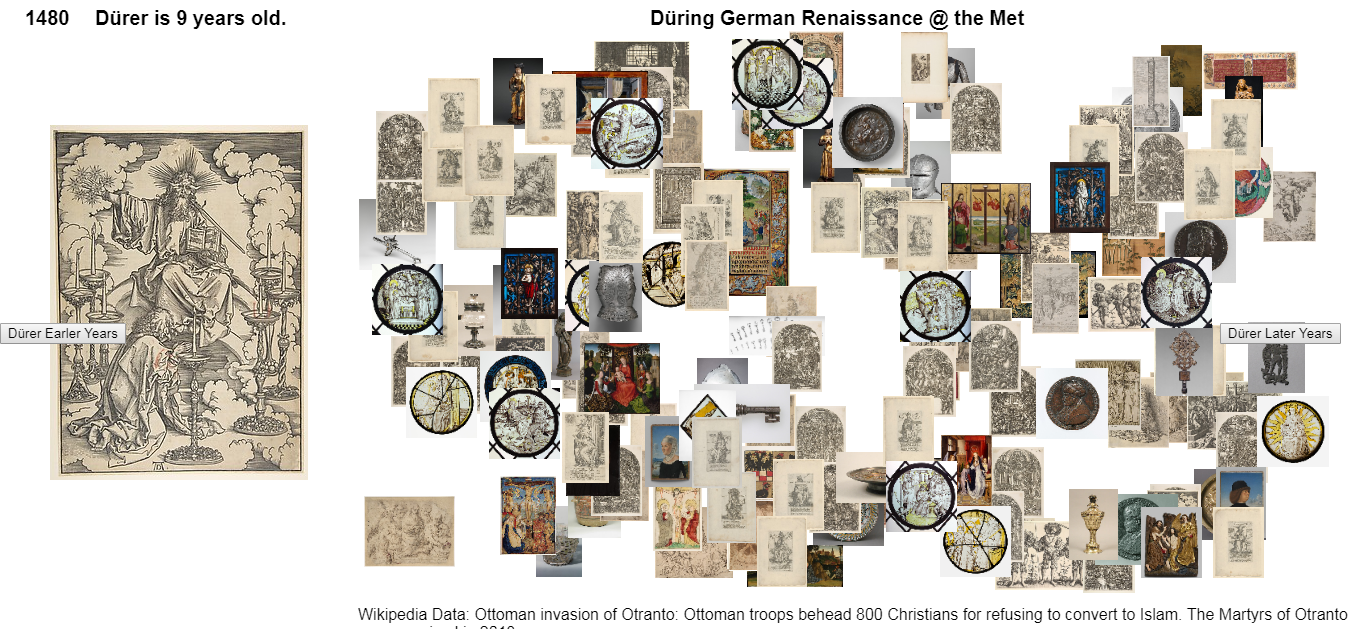 1480 Dürer is 9 years old.
Düring German Renaissance @ the Met
Dürer Earler Years
Dürer Later Years
Wikipedia Data: Ottoman invasion of Otranto: Ottoman troops behead 800 Christians for refusing to convert to Islam. The Martyrs of Otranto